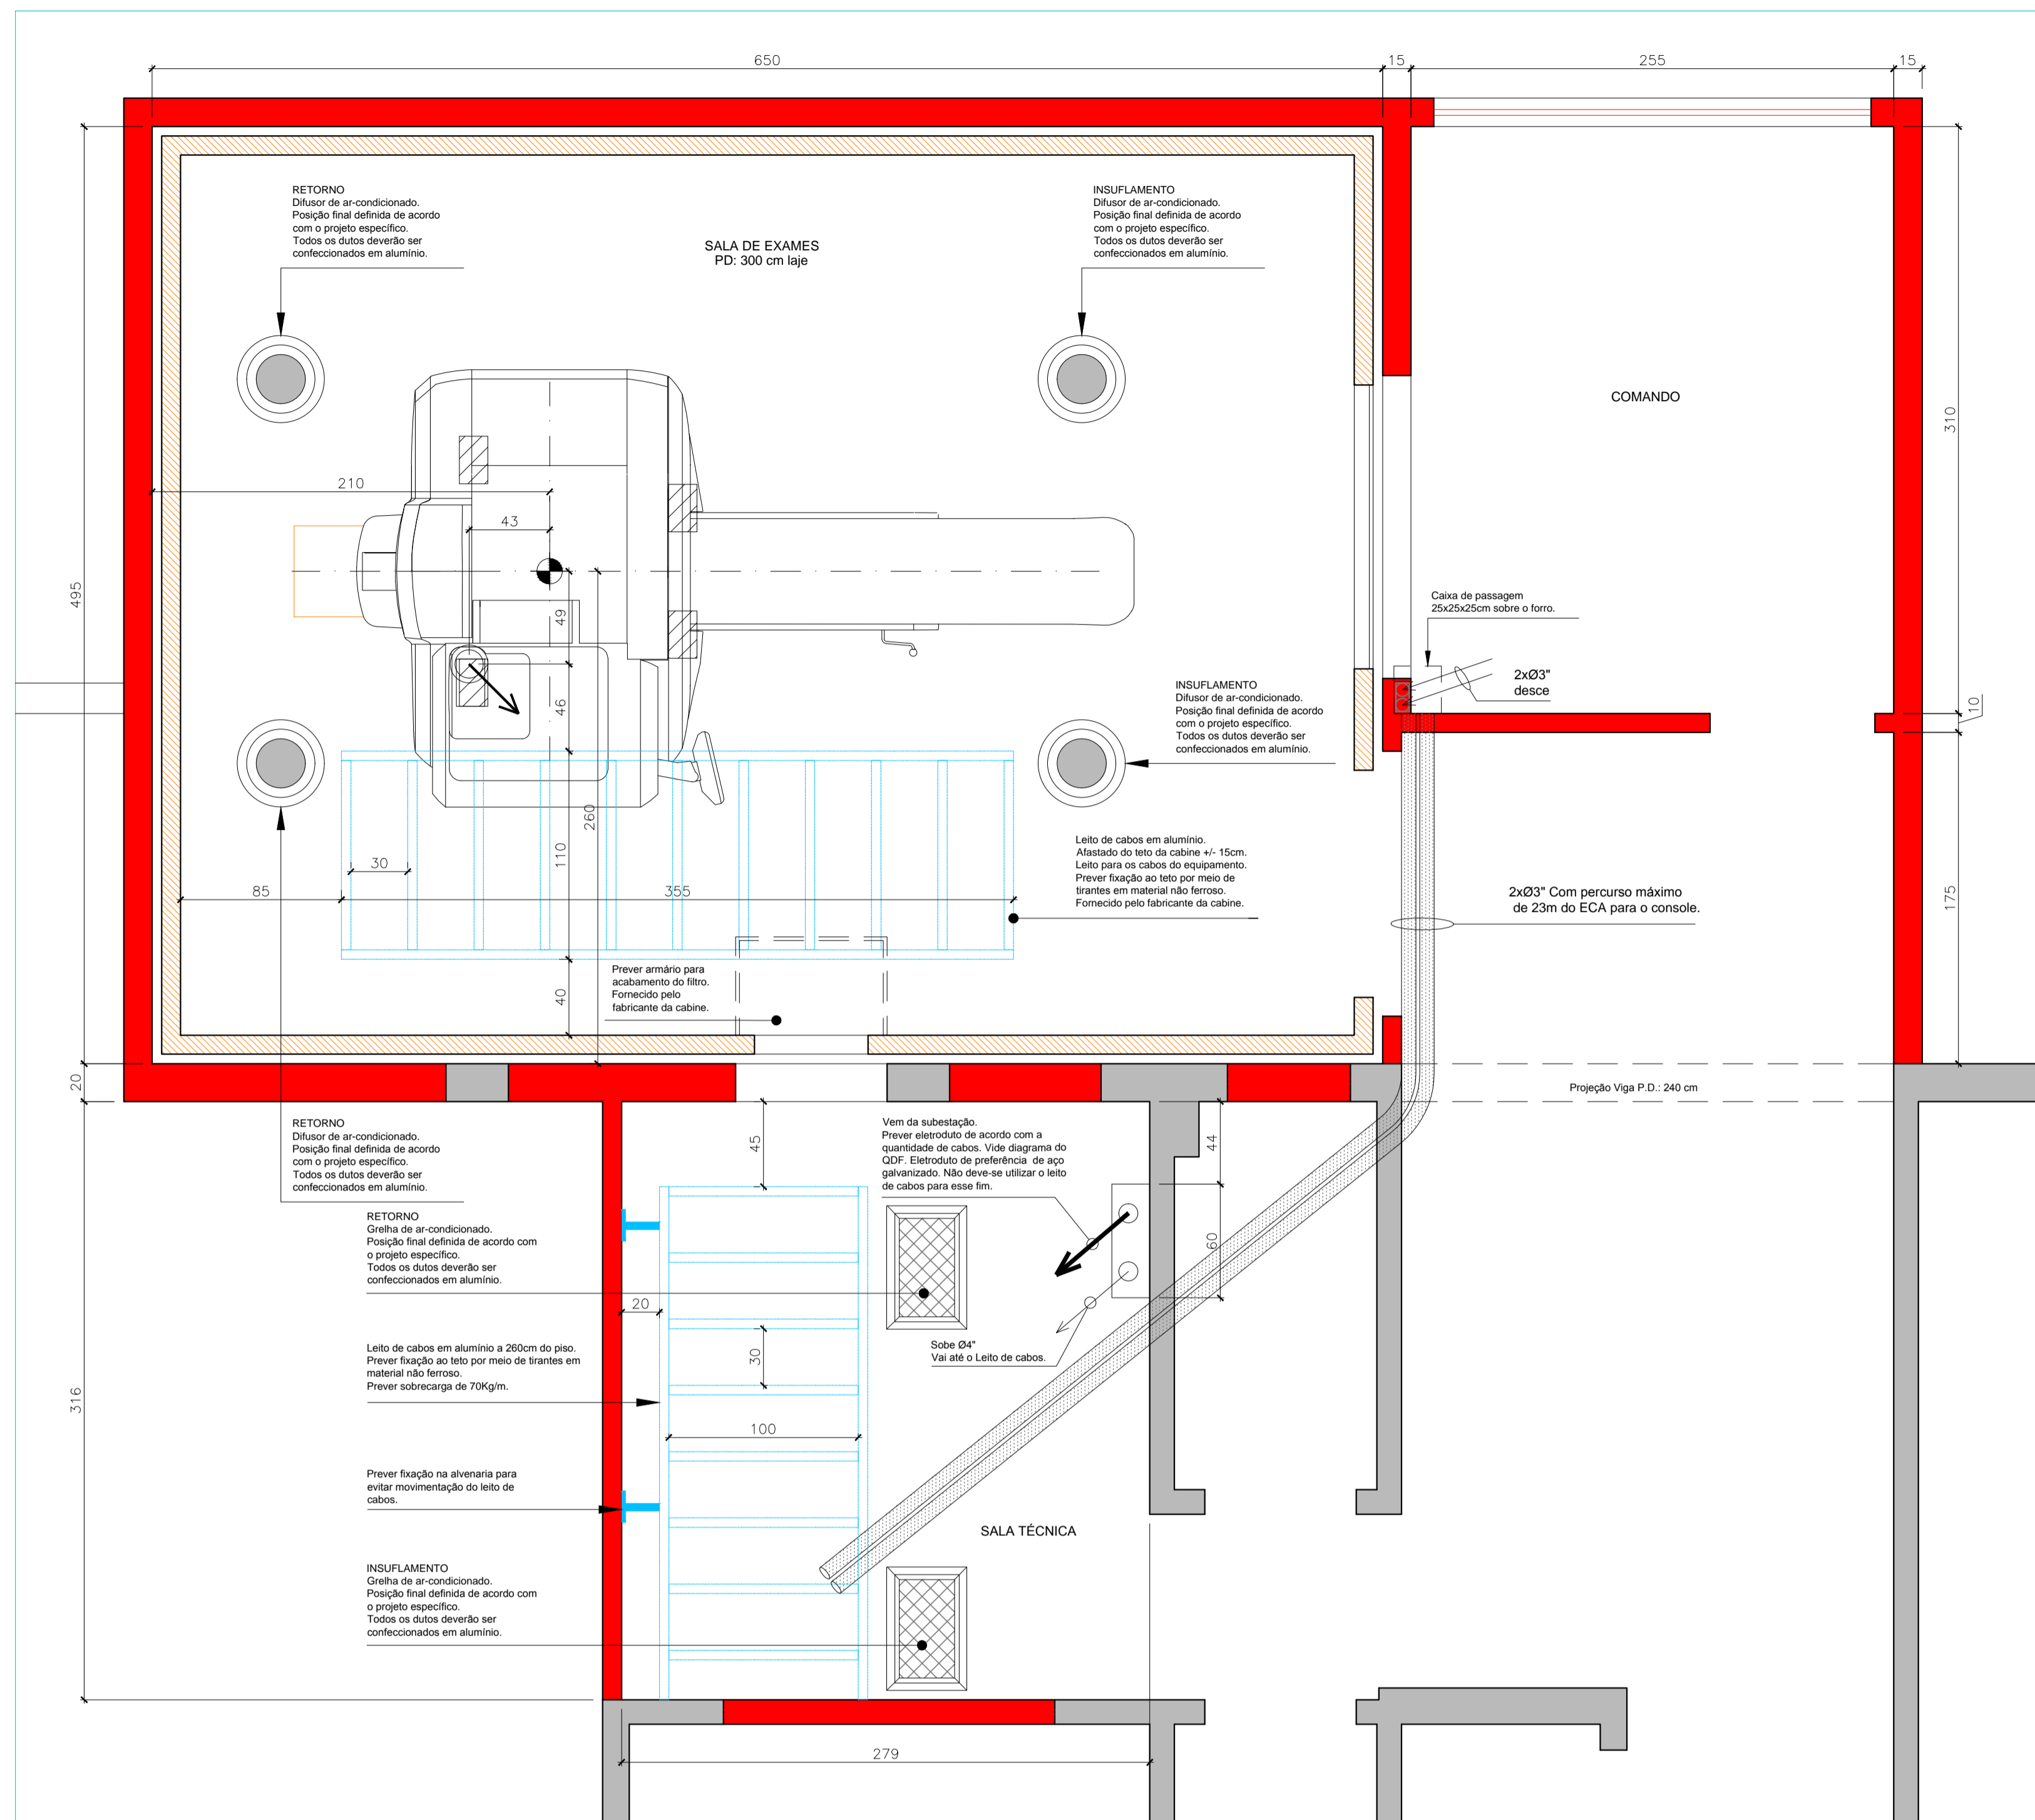 650
15
255
15
RETORNO
Difusor de ar-condicionado.
Posição final definida de acordo
com o projeto específico.
Todos os dutos deverão ser
confeccionados em alumínio.
SALA DE EXAMES
PD: 300 cm laje
INSUFLAMENTO
Difusor de ar-condicionado.
Posição final definida de acordo
com o projeto específico.
Todos os dutos deverão ser
confeccionados em alumínio.
COMANDO
310
210
43
495
49
Caixa de passagem
25x25x25cm sobre o forro.
2xØ3"
desce
INSUFLAMENTO
Difusor de ar-condicionado.
Posição final definida de acordo
com o projeto específico.
Todos os dutos deverão ser
confeccionados em alumínio.
46
10
260
110
30
85
355
Leito de cabos em alumínio.
Afastado do teto da cabine +/- 15cm.
Leito para os cabos do equipamento.
Prever fixação ao teto por meio de
tirantes em material não ferroso.
Fornecido pelo fabricante da cabine.
2xØ3" Com percurso máximo
de 23m do ECA para o console.
175
Prever armário para
acabamento do filtro.
Fornecido pelo
fabricante da cabine.
40
20
Projeção Viga P.D.: 240 cm
RETORNO
Difusor de ar-condicionado.
Posição final definida de acordo
com o projeto específico.
Todos os dutos deverão ser
confeccionados em alumínio.
45
Vem da subestação.
Prever eletroduto de acordo com a
quantidade de cabos. Vide diagrama do
QDF. Eletroduto de preferência de aço
galvanizado. Não deve-se utilizar o leito
de cabos para esse fim.
44
60
RETORNO
Grelha de ar-condicionado.
Posição final definida de acordo com
o projeto específico.
Todos os dutos deverão ser
confeccionados em alumínio.
20
30
Sobe Ø4"
Vai até o Leito de cabos.
Leito de cabos em alumínio a 260cm do piso.
Prever fixação ao teto por meio de tirantes em
material não ferroso.
Prever sobrecarga de 70Kg/m.
316
100
Prever fixação na alvenaria para
evitar movimentação do leito de
cabos.
SALA TÉCNICA
INSUFLAMENTO
Grelha de ar-condicionado.
Posição final definida de acordo com
o projeto específico.
Todos os dutos deverão ser
confeccionados em alumínio.
279